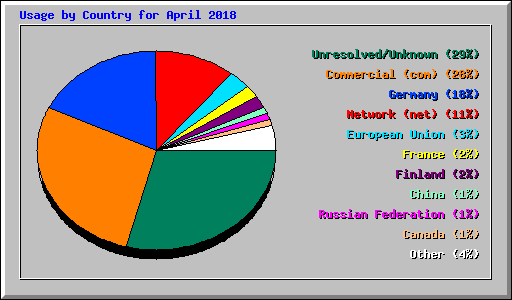 Usage by Country for April 2018
Unresolved/Unknown (29%)
Commercial (com) (28%)
Germany (18%)
Network (net) (11%)
European Union (3%)
France (2%)
Finland (2%)
China (1%)
Russian Federation (1%)
Canada (1%)
Other (4%)